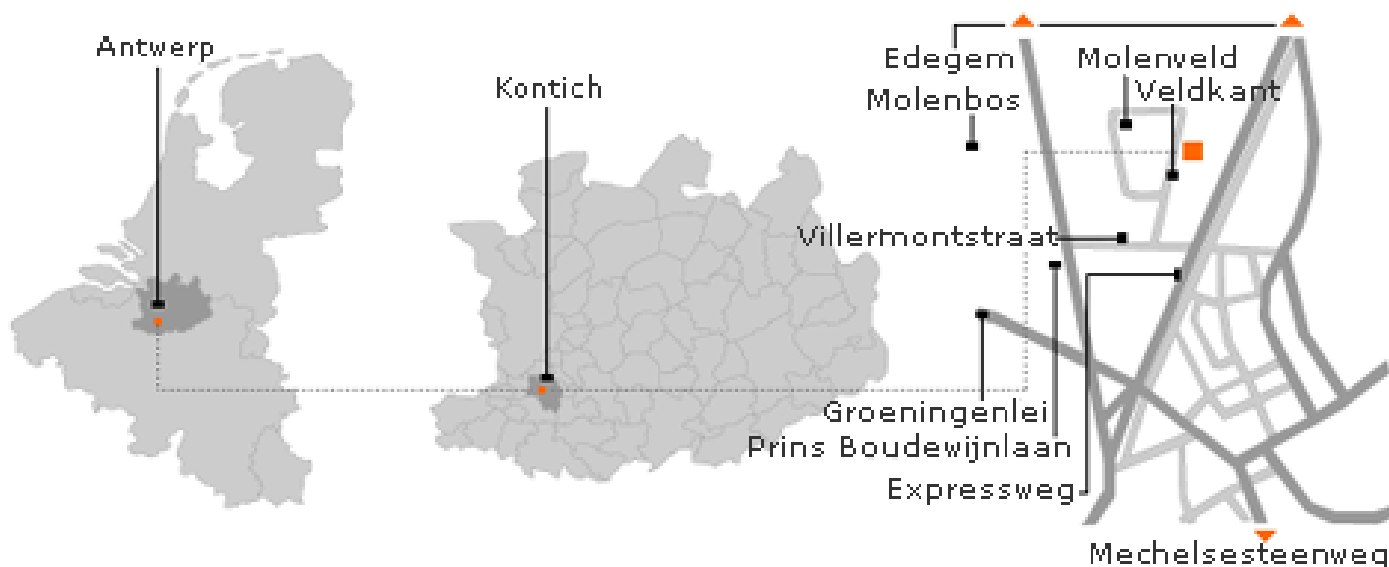 Antwerp
Kontich
Edegem
Molenbos
Molenveld
Veldkant
Villermontstraat
Groeningenlei
Prins Boudewijnlaan
Expressweg
Mechelsesteenweg